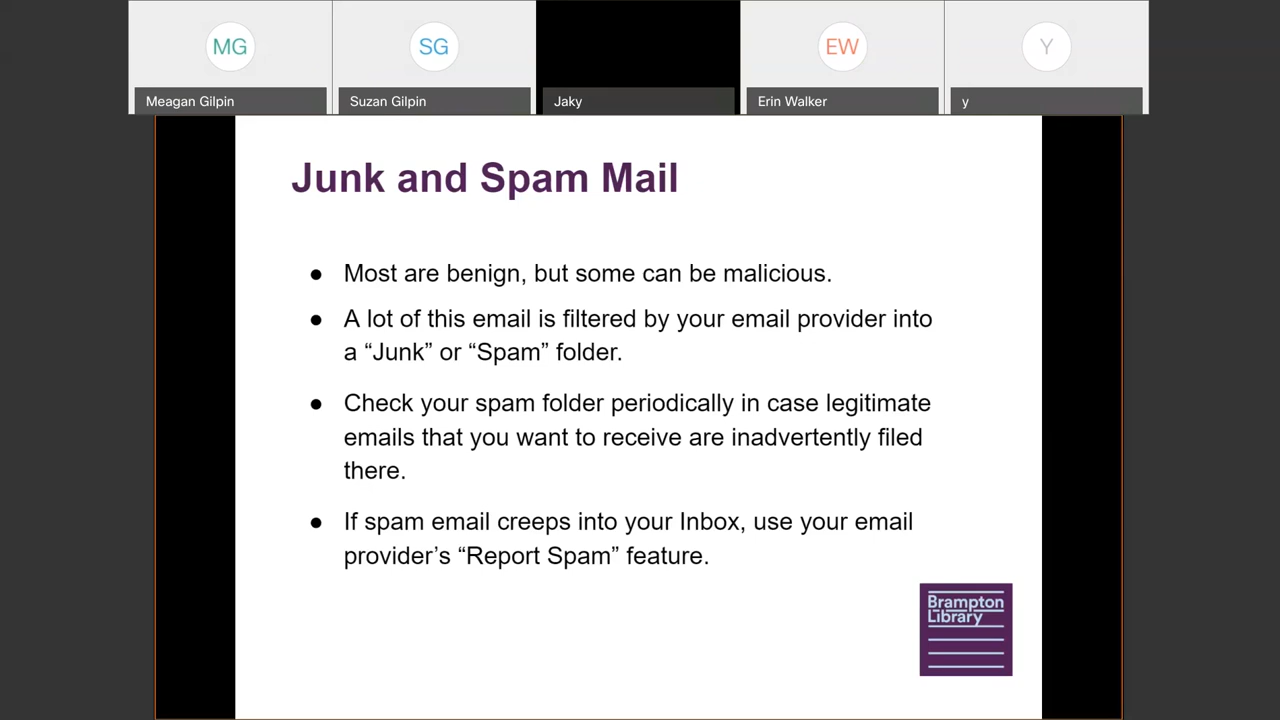 MG
SG
EW
Y
Meagan Gilpin
Suzan Gilpin
Jaky
Erin Walker
y
Junk and Spam Mail
● Most are benign, but some can be malicious.
● A lot of this email is filtered by your email provider into
a “Junk” or “Spam” folder.
● Check your spam folder periodically in case legitimate
emails that you want to receive are inadvertently filed
there.
● If spam email creeps into your Inbox, use your email
provider’s “Report Spam” feature.
Brampton
Library